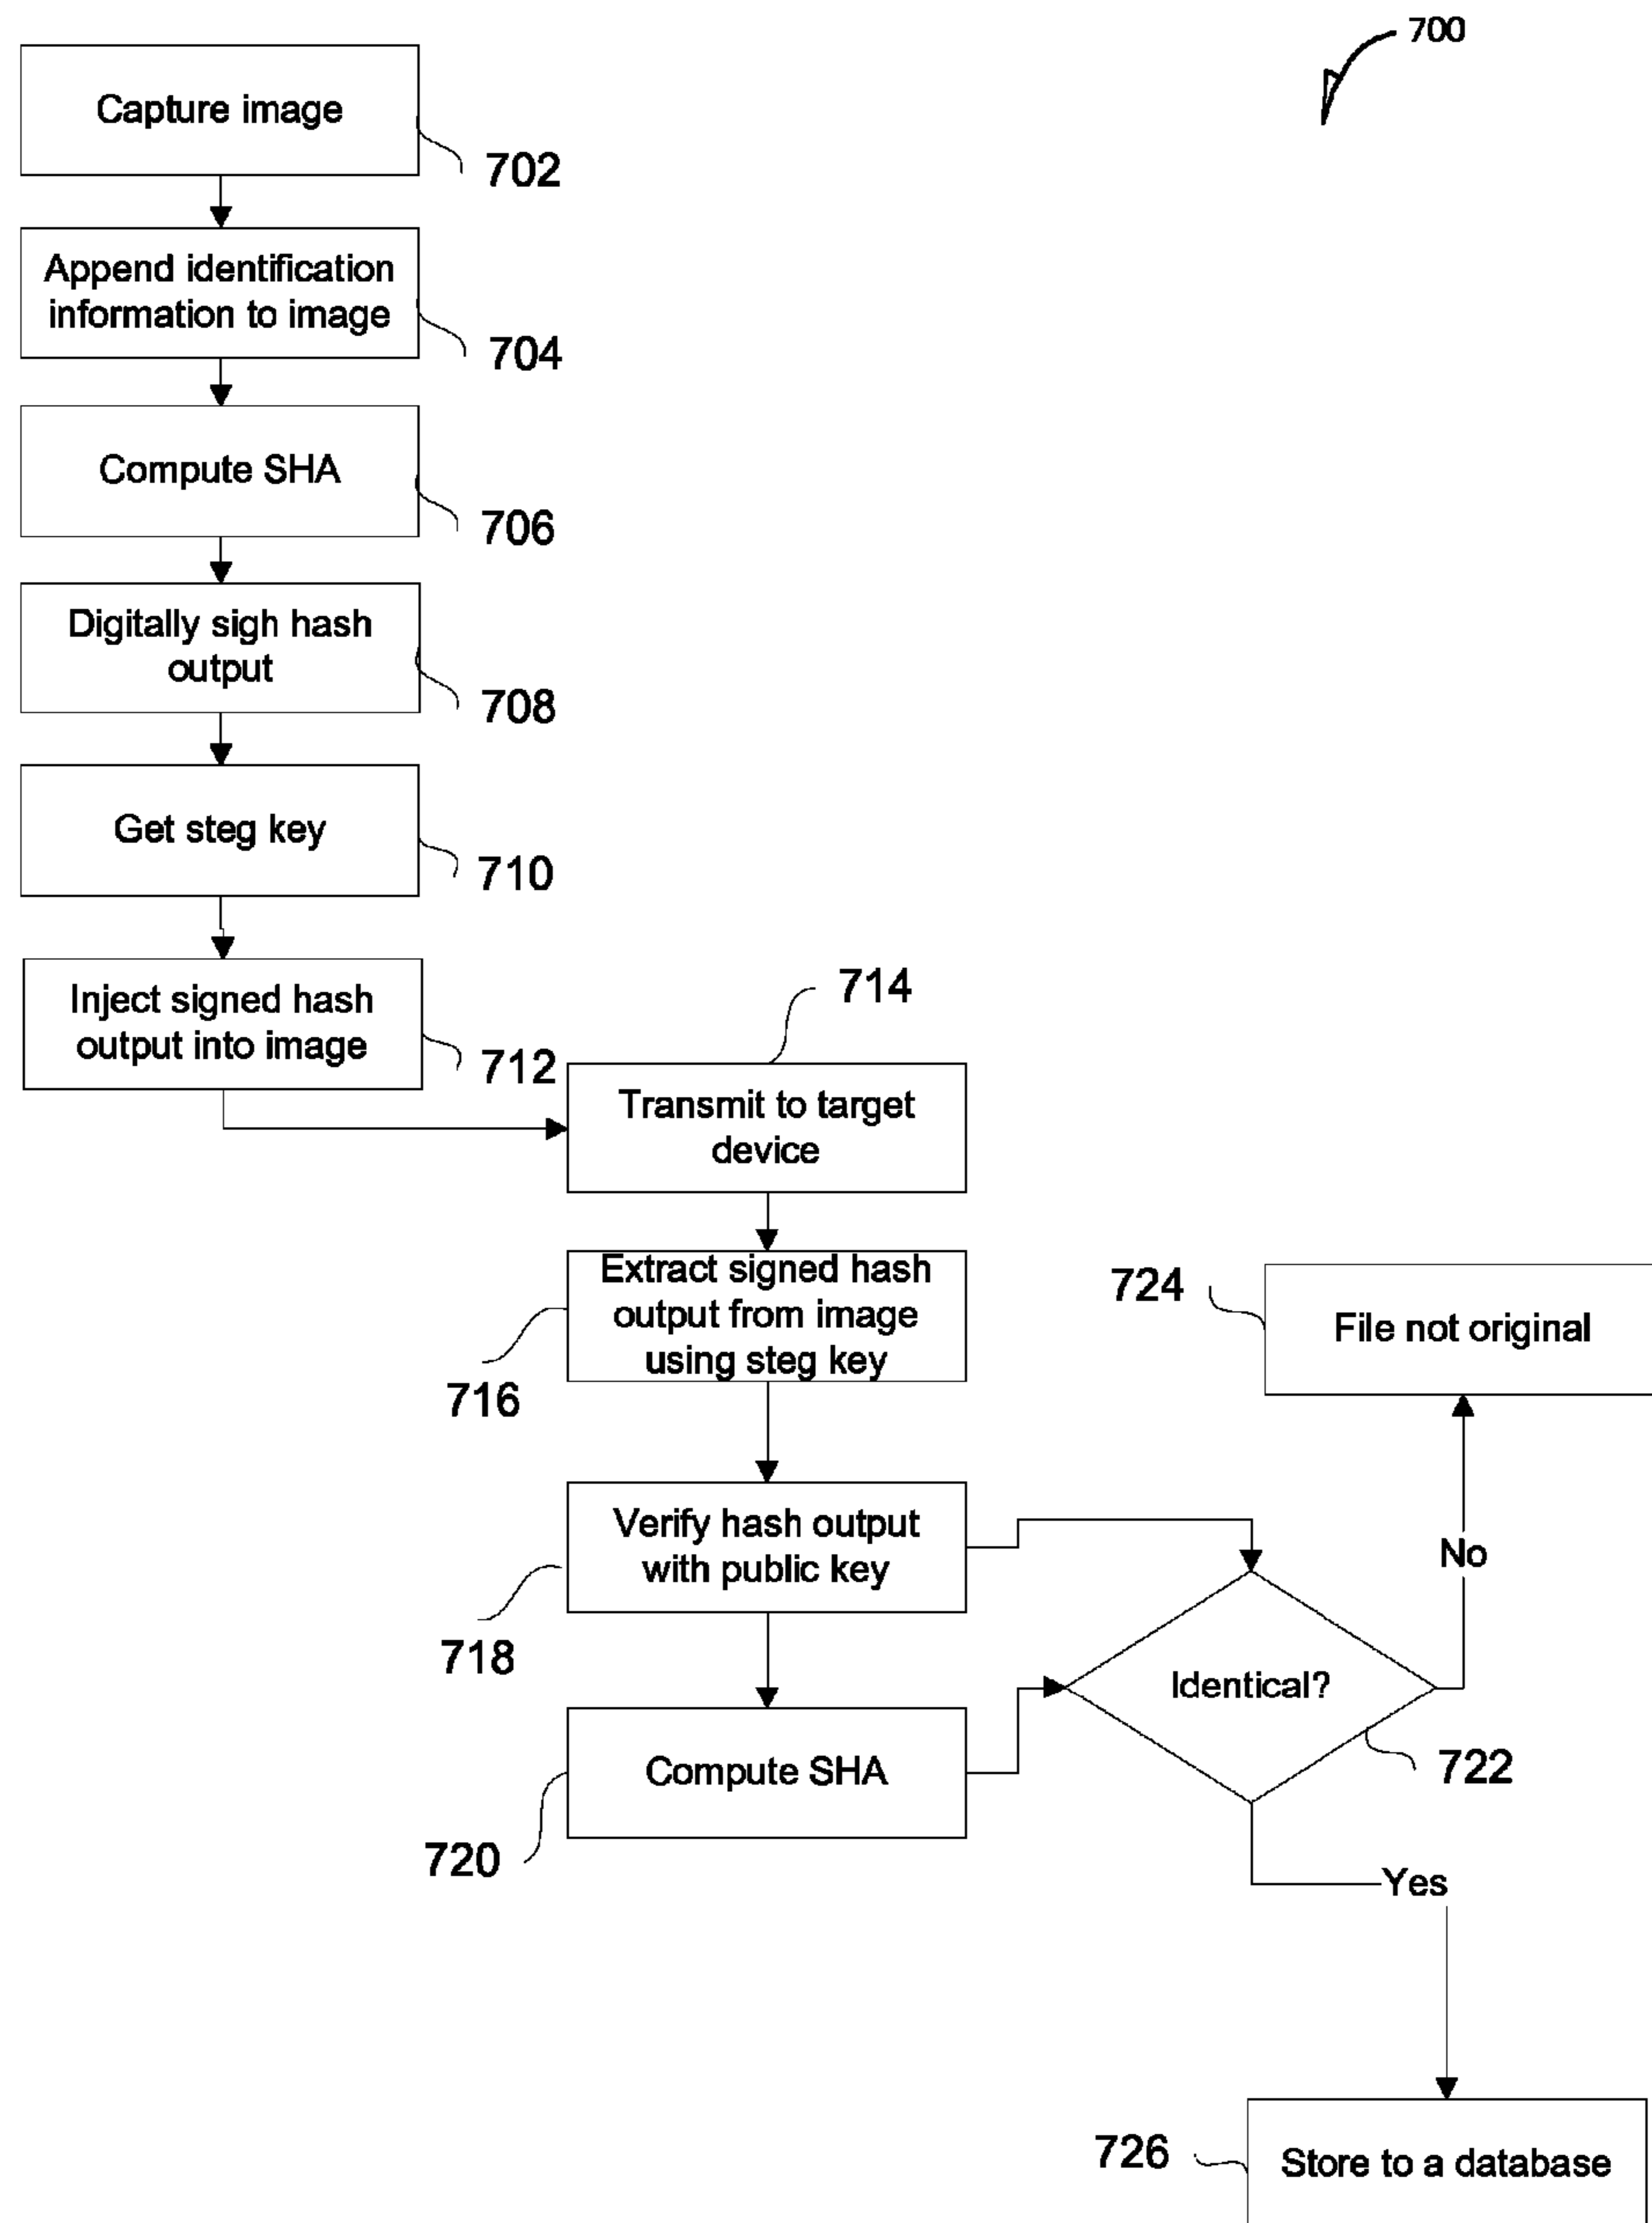 700
Capture image
702
Append identification
information to image
704
Compute SHA
706
Digitally sigh hash
output
708
Get steg key
710
Inject signed hash
output into image
712
714
Transmit to target
device
Extract signed hash
output from image
using steg key
716
724
File not original
Verify hash output
with public key
718
No
Identical?
722
Compute SHA
720
Yes
726
Store to a database